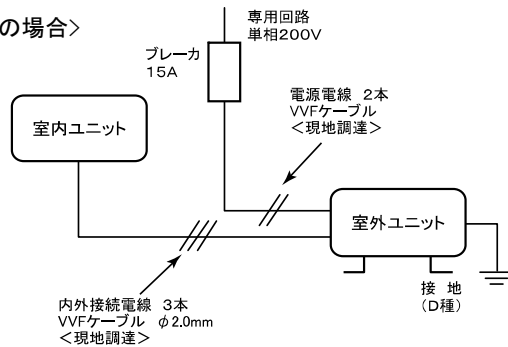 の場合>
専用回路
単相200V
ブレーカ
15A
電源電線 2本
VVFケーブル
<現地調達>
室内ユニット
室外ユニット
接 地
(D種)
内外接続電線 3本
VVFケーブル φ2.0mm
<現地調達>